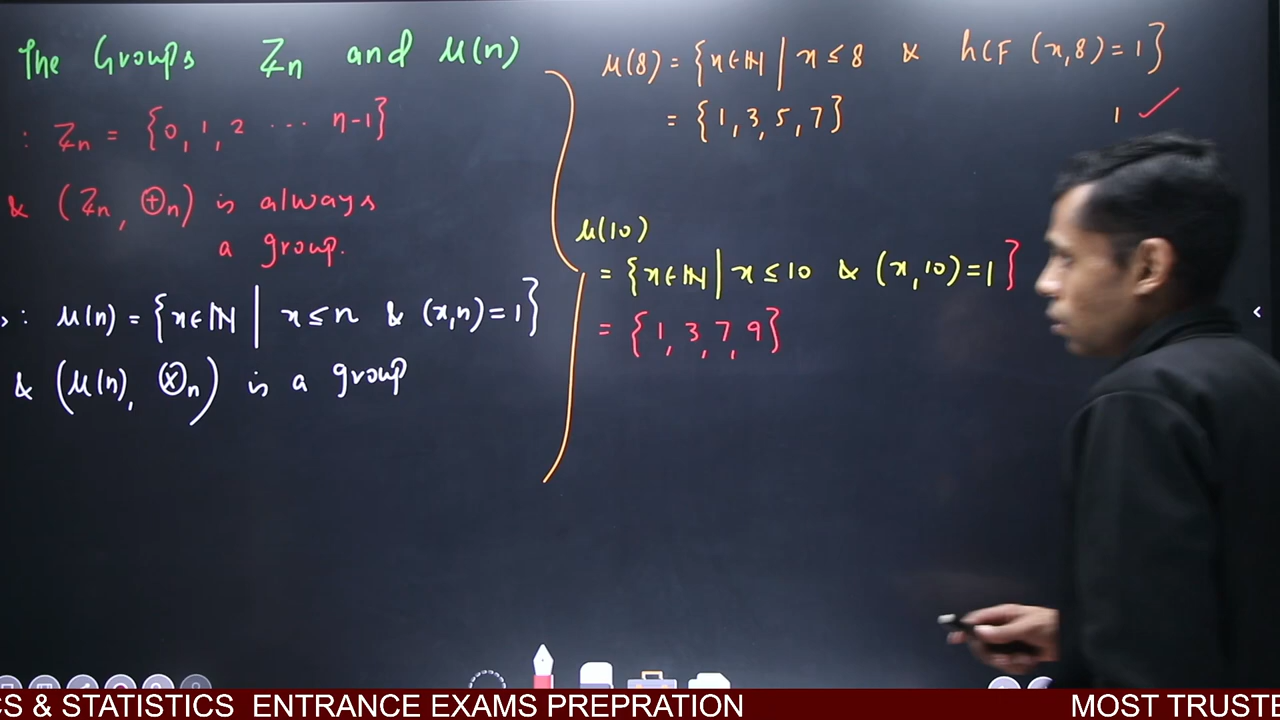 The Groups Zn and U(n)
: Zn = {0, 1, 2 ... n-1}
& (Zn, ⊕n) is always
a group.
: U(n) = {x∈ℕ | x ≤ n & (x,n)=1}
& (U(n), ⊗n) is a group
U(8) = {x∈ℕ | x ≤ 8 & HCF (x,8)=1}
= {1, 3, 5, 7}
1 ✓
U(10)
= {x∈ℕ | x ≤ 10 & (x,10)=1}
= {1, 3, 7, 9}
CS & STATISTICS ENTRANCE EXAMS PREPRATION MOST TRUSTE